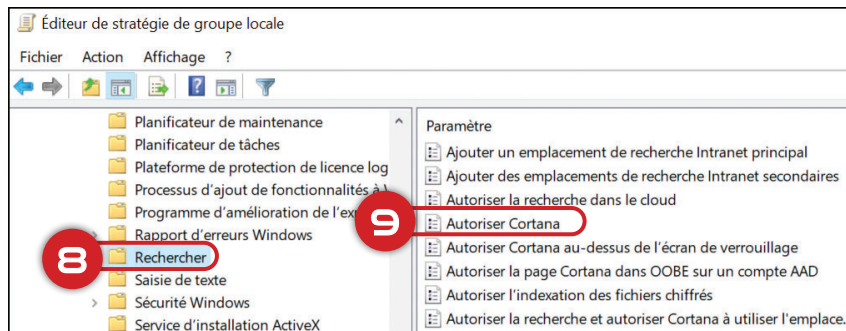 Éditeur de stratégie de groupe locale
Fichier Action Affichage ?
Planificateur de maintenance
Planificateur de tâches
Plateforme de protection de licence log
Processus d'ajout de fonctionnalités à
Programme d'amélioration de
Rapport d'erreurs Windows
8 Rechercher
Saisie de texte
Sécurité Windows
Service d'installation ActiveX
Paramètre
Ajouter un emplacement de recherche Intranet principal
Ajouter des emplacements de recherche Intranet secondaires
Autoriser la recherche dans le cloud
9 Autoriser Cortana
Autoriser Cortana au-dessus de l'écran de verrouillage
Autoriser la page Cortana dans OOBE sur un compte AAD
Autoriser l'indexation des fichiers chiffrés
Autoriser la recherche et autoriser Cortana à utiliser l'emplace.